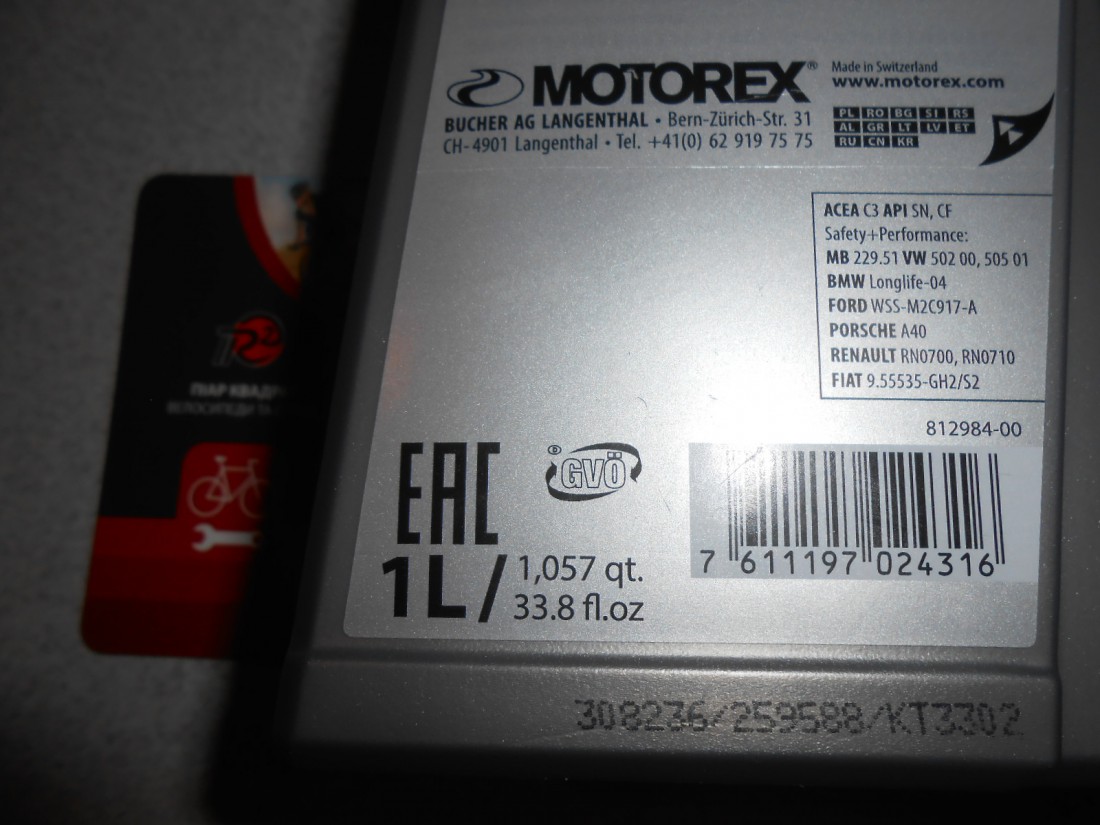 MOTOREX®
Made in Switzerland
www.motorex.com
BUCHER AG LANGENTHAL • Bern-Zürich-Str. 31
CH-4901 Langenthal • Tel. +41(0) 62 919 75 75
PL RO BG SI RS
AL GR LT LV ET
RU CN KR
ACEA C3 API SN, CF
Safety+Performance:
MB 229.51 VW 502 00, 505 01
BMW Longlife-04
FORD WSS-M2C917-A
PORSCHE A40
RENAULT RN0700, RN0710
FIAT 9.55535-GH2/S2
812984-00
ПІАР КВАДР
ВЕЛОСИПЕДИ ТА
EAC
D GVÖ
7 611197 024316
1L/ 1,057 qt.
33.8 fl.oz
308236/259588/KT3302